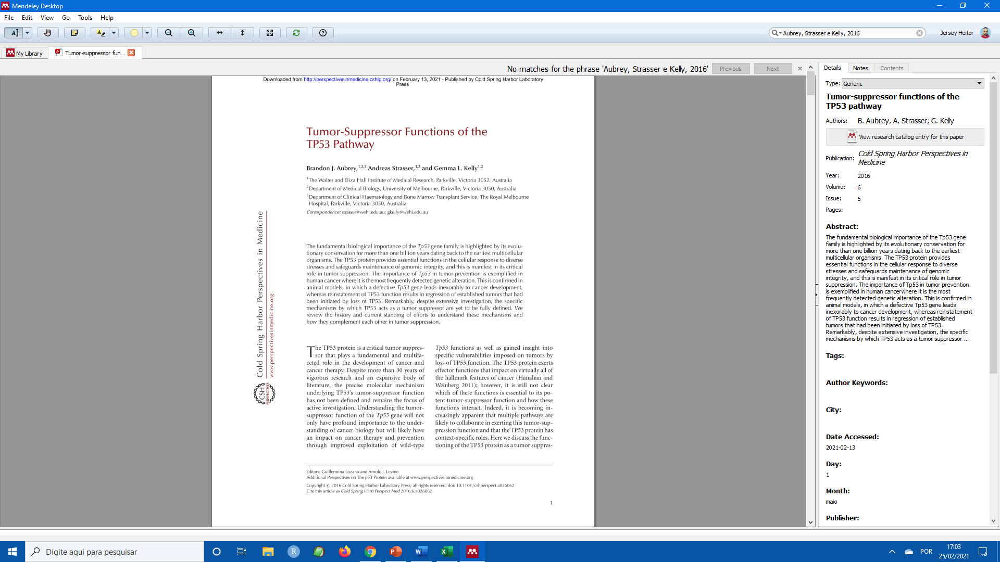 Mendeley Desktop
File Edit View Go Tools Help
Aubrey, Strasser e Kelly, 2016
Jersey Heitor
My Library
Tumor-suppressor fun...
No matches for the phrase 'Aubrey, Strasser e Kelly, 2016' Previous Next
Downloaded from http://perspectivesinmedicine.cshlp.org/ on February 13, 2021 - Published by Cold Spring Harbor Laboratory
Press
Tumor-Suppressor Functions of the
TP53 Pathway
Brandon J. Aubrey,1,2,3 Andreas Strasser,1,2 and Gemma L. Kelly1,2
1The Walter and Eliza Hall Institute of Medical Research, Parkville, Victoria 3052, Australia
2Department of Medical Biology, University of Melbourne, Parkville, Victoria 3050, Australia
3Department of Clinical Haematology and Bone Marrow Transplant Service, The Royal Melbourne
Hospital, Parkville, Victoria 3050, Australia
Correspondence: strasser@wehi.edu.au; gkelly@wehi.edu.au
Cold Spring Harbor Perspectives in Medicine
www.perspectivesinmedicine.org
CSH
PERSPECTIVES
The fundamental biological importance of the Tp53 gene family is highlighted by its evolu-
tionary conservation for more than one billion years dating back to the earliest multicellular
organisms. The TP53 protein provides essential functions in the cellular response to diverse
stresses and safeguards maintenance of genomic integrity, and this is manifest in its critical
role in tumor suppression. The importance of Tp53 in tumor prevention is exemplified in
human cancer where it is the most frequently detected genetic alteration. This is confirmed in
animal models, in which a defective Tp53 gene leads inexorably to cancer development,
whereas reinstatement of TP53 function results in regression of established tumors that had
been initiated by loss of TP53. Remarkably, despite extensive investigation, the specific
mechanisms by which TP53 acts as a tumor suppressor are yet to be fully defined. We
review the history and current standing of efforts to understand these mechanisms and
how they complement each other in tumor suppression.
The TP53 protein is a critical tumor suppres-
sor that plays a fundamental and multifa-
ceted role in the development of cancer and
cancer therapy. Despite more than 30 years of
vigorous research and an expansive body of
literature, the precise molecular mechanism
underlying TP53's tumor-suppressor function
has not been defined and remains the focus of
active investigation. Understanding the tumor-
suppressor function of the Tp53 gene will not
only have profound importance to the under-
standing of cancer biology but will likely have
an impact on cancer therapy and prevention
through improved exploitation of wild-type
Tp53 functions as well as gained insight into
specific vulnerabilities imposed on tumors by
loss of TP53 function. The TP53 protein exerts
effector functions that impact on virtually all of
the hallmark features of cancer (Hanahan and
Weinberg 2011); however, it is still not clear
which of these functions is essential to its po-
tent tumor-suppressor function and how these
functions interact. Indeed, it is becoming in-
creasingly apparent that multiple pathways are
likely to collaborate in exerting this tumor-sup-
pression function and that the TP53 protein has
context-specific roles. Here we discuss the func-
tioning of the TP53 protein as a tumor suppres-
Editors: Guillermina Lozano and Arnold J. Levine
Additional Perspectives on The p53 Protein available at www.perspectivesinmedicine.org
Copyright © 2016 Cold Spring Harbor Laboratory Press; all rights reserved; doi: 10.1101/cshperspect.a026062
Cite this article as Cold Spring Harb Perspect Med 2016;6:a026062
1
Details Notes Contents
Type: Generic
Tumor-suppressor functions of the
TP53 pathway
Authors: B. Aubrey, A. Strasser, G. Kelly
View research catalog entry for this paper
Publication: Cold Spring Harbor Perspectives in
Medicine
Year: 2016
Volume: 6
Issue: 5
Pages:
Abstract:
The fundamental biological importance of the Tp53 gene
family is highlighted by its evolutionary conservation for
more than one billion years dating back to the earliest
multicellular organisms. The TP53 protein provides
essential functions in the cellular response to diverse
stresses and safeguards maintenance of genomic
integrity, and this is manifest in its critical role in tumor
suppression. The importance of Tp53 in tumor prevention
is exemplified in human cancerwhere it is the most
frequently detected genetic alteration. This is confirmed in
animal models, in which a defective Tp53 gene leads
inexorably to cancer development, whereas reinstatement
of TP53 function results in regression of established
tumors that had been initiated by loss of TP53.
Remarkably, despite extensive investigation, the specific
mechanisms by which TP53 acts as a tumor suppressor ...
Tags:
Author Keywords:
City:
Date Accessed:
2021-02-13
Day:
1
Month:
maio
Publisher:
Digite aqui para pesquisar
POR
17:03
25/02/2021